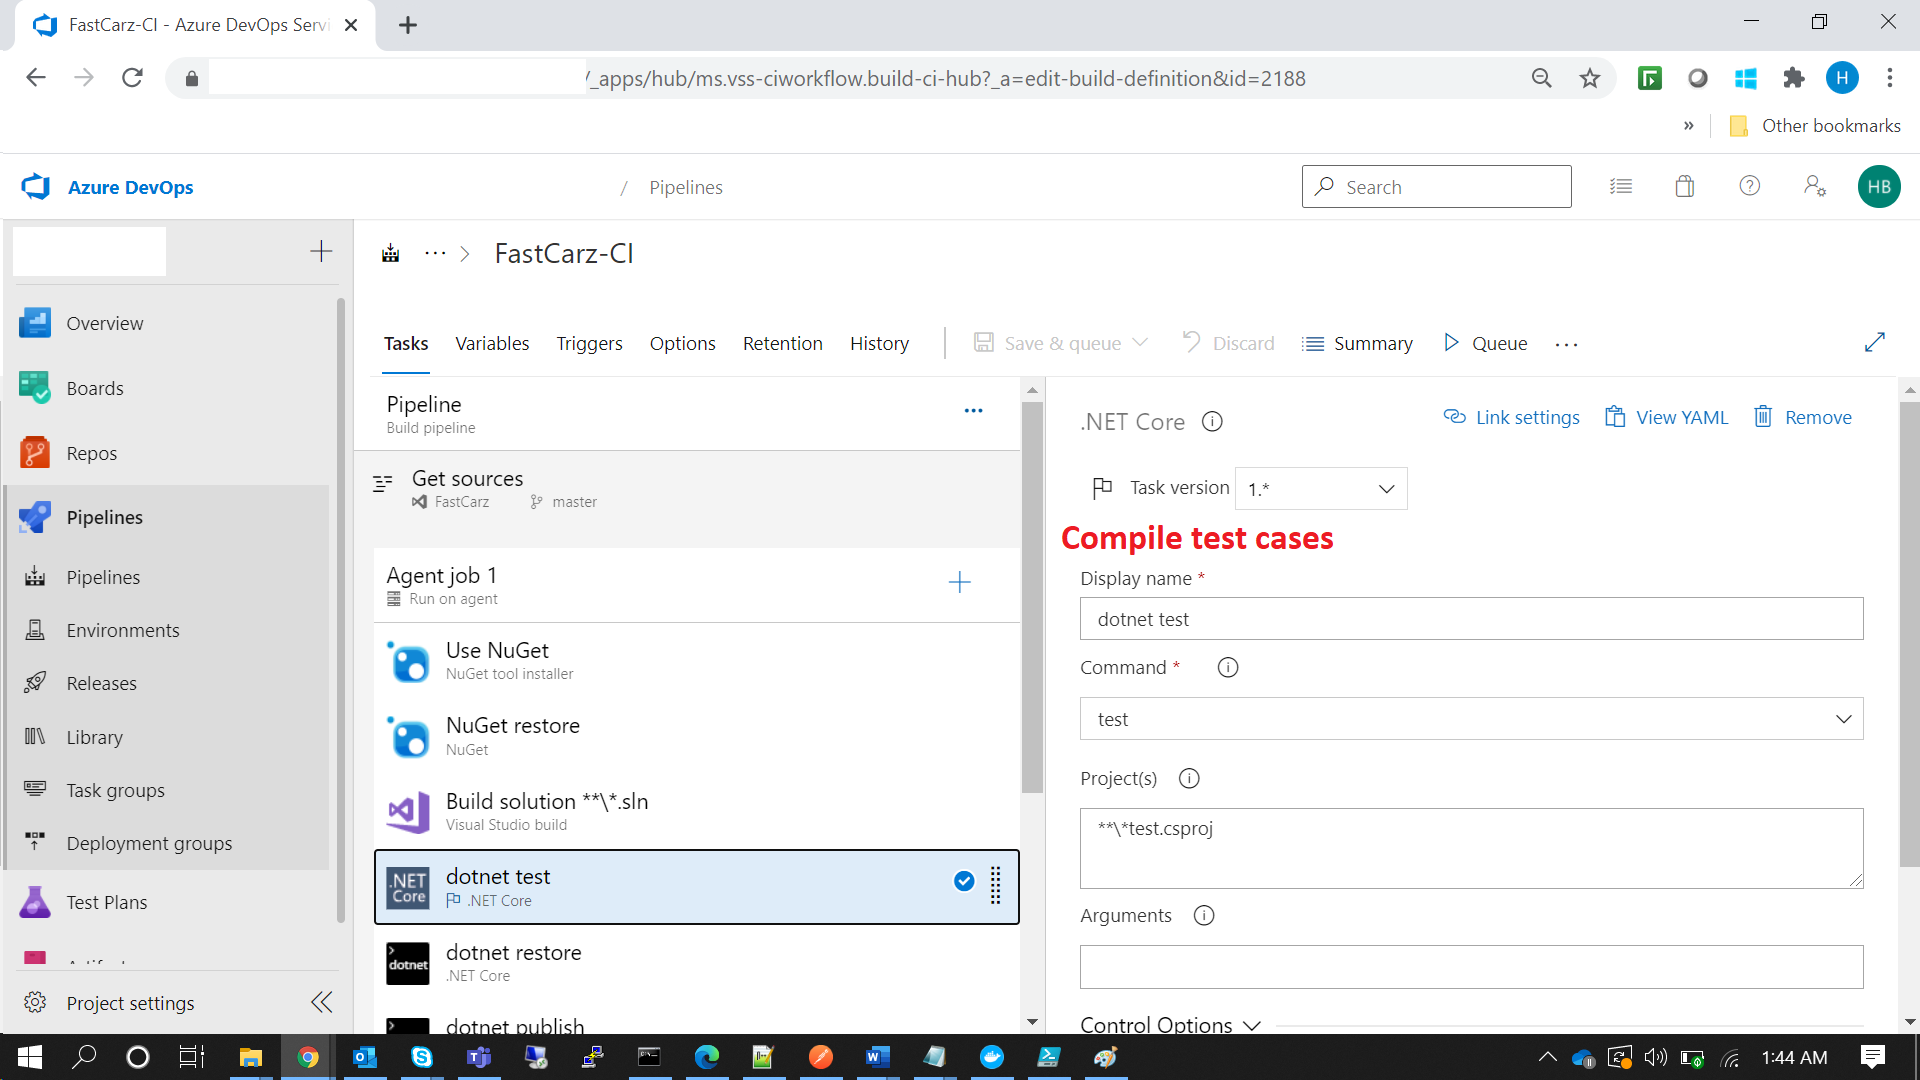 FastCarz-CI - Azure DevOps Servi
/_apps/hub/ms.vss-ciworkflow.build-ci-hub?_a=edit-build-definition&id=2188
H
» Other bookmarks
Azure DevOps / Pipelines Search HB
FastCarz-CI
Overview
Boards
Repos
Pipelines
Pipelines
Environments
Releases
Library
Task groups
Deployment groups
Test Plans
Project settings
Tasks Variables Triggers Options Retention History Save & queue Discard Summary Queue
Pipeline
Build pipeline
Get sources
FastCarz master
Agent job 1
Run on agent
Use NuGet
NuGet tool installer
NuGet restore
NuGet
Build solution **\*.sln
Visual Studio build
.NET Core
dotnet test
.NET Core
dotnet
dotnet restore
.NET Core
dotnet publish
.NET Core Link settings View YAML Remove
Task version 1.*
Compile test cases
Display name *
dotnet test
Command *
test
Project(s)
**\*test.csproj
Arguments
Control Options
1:44 AM